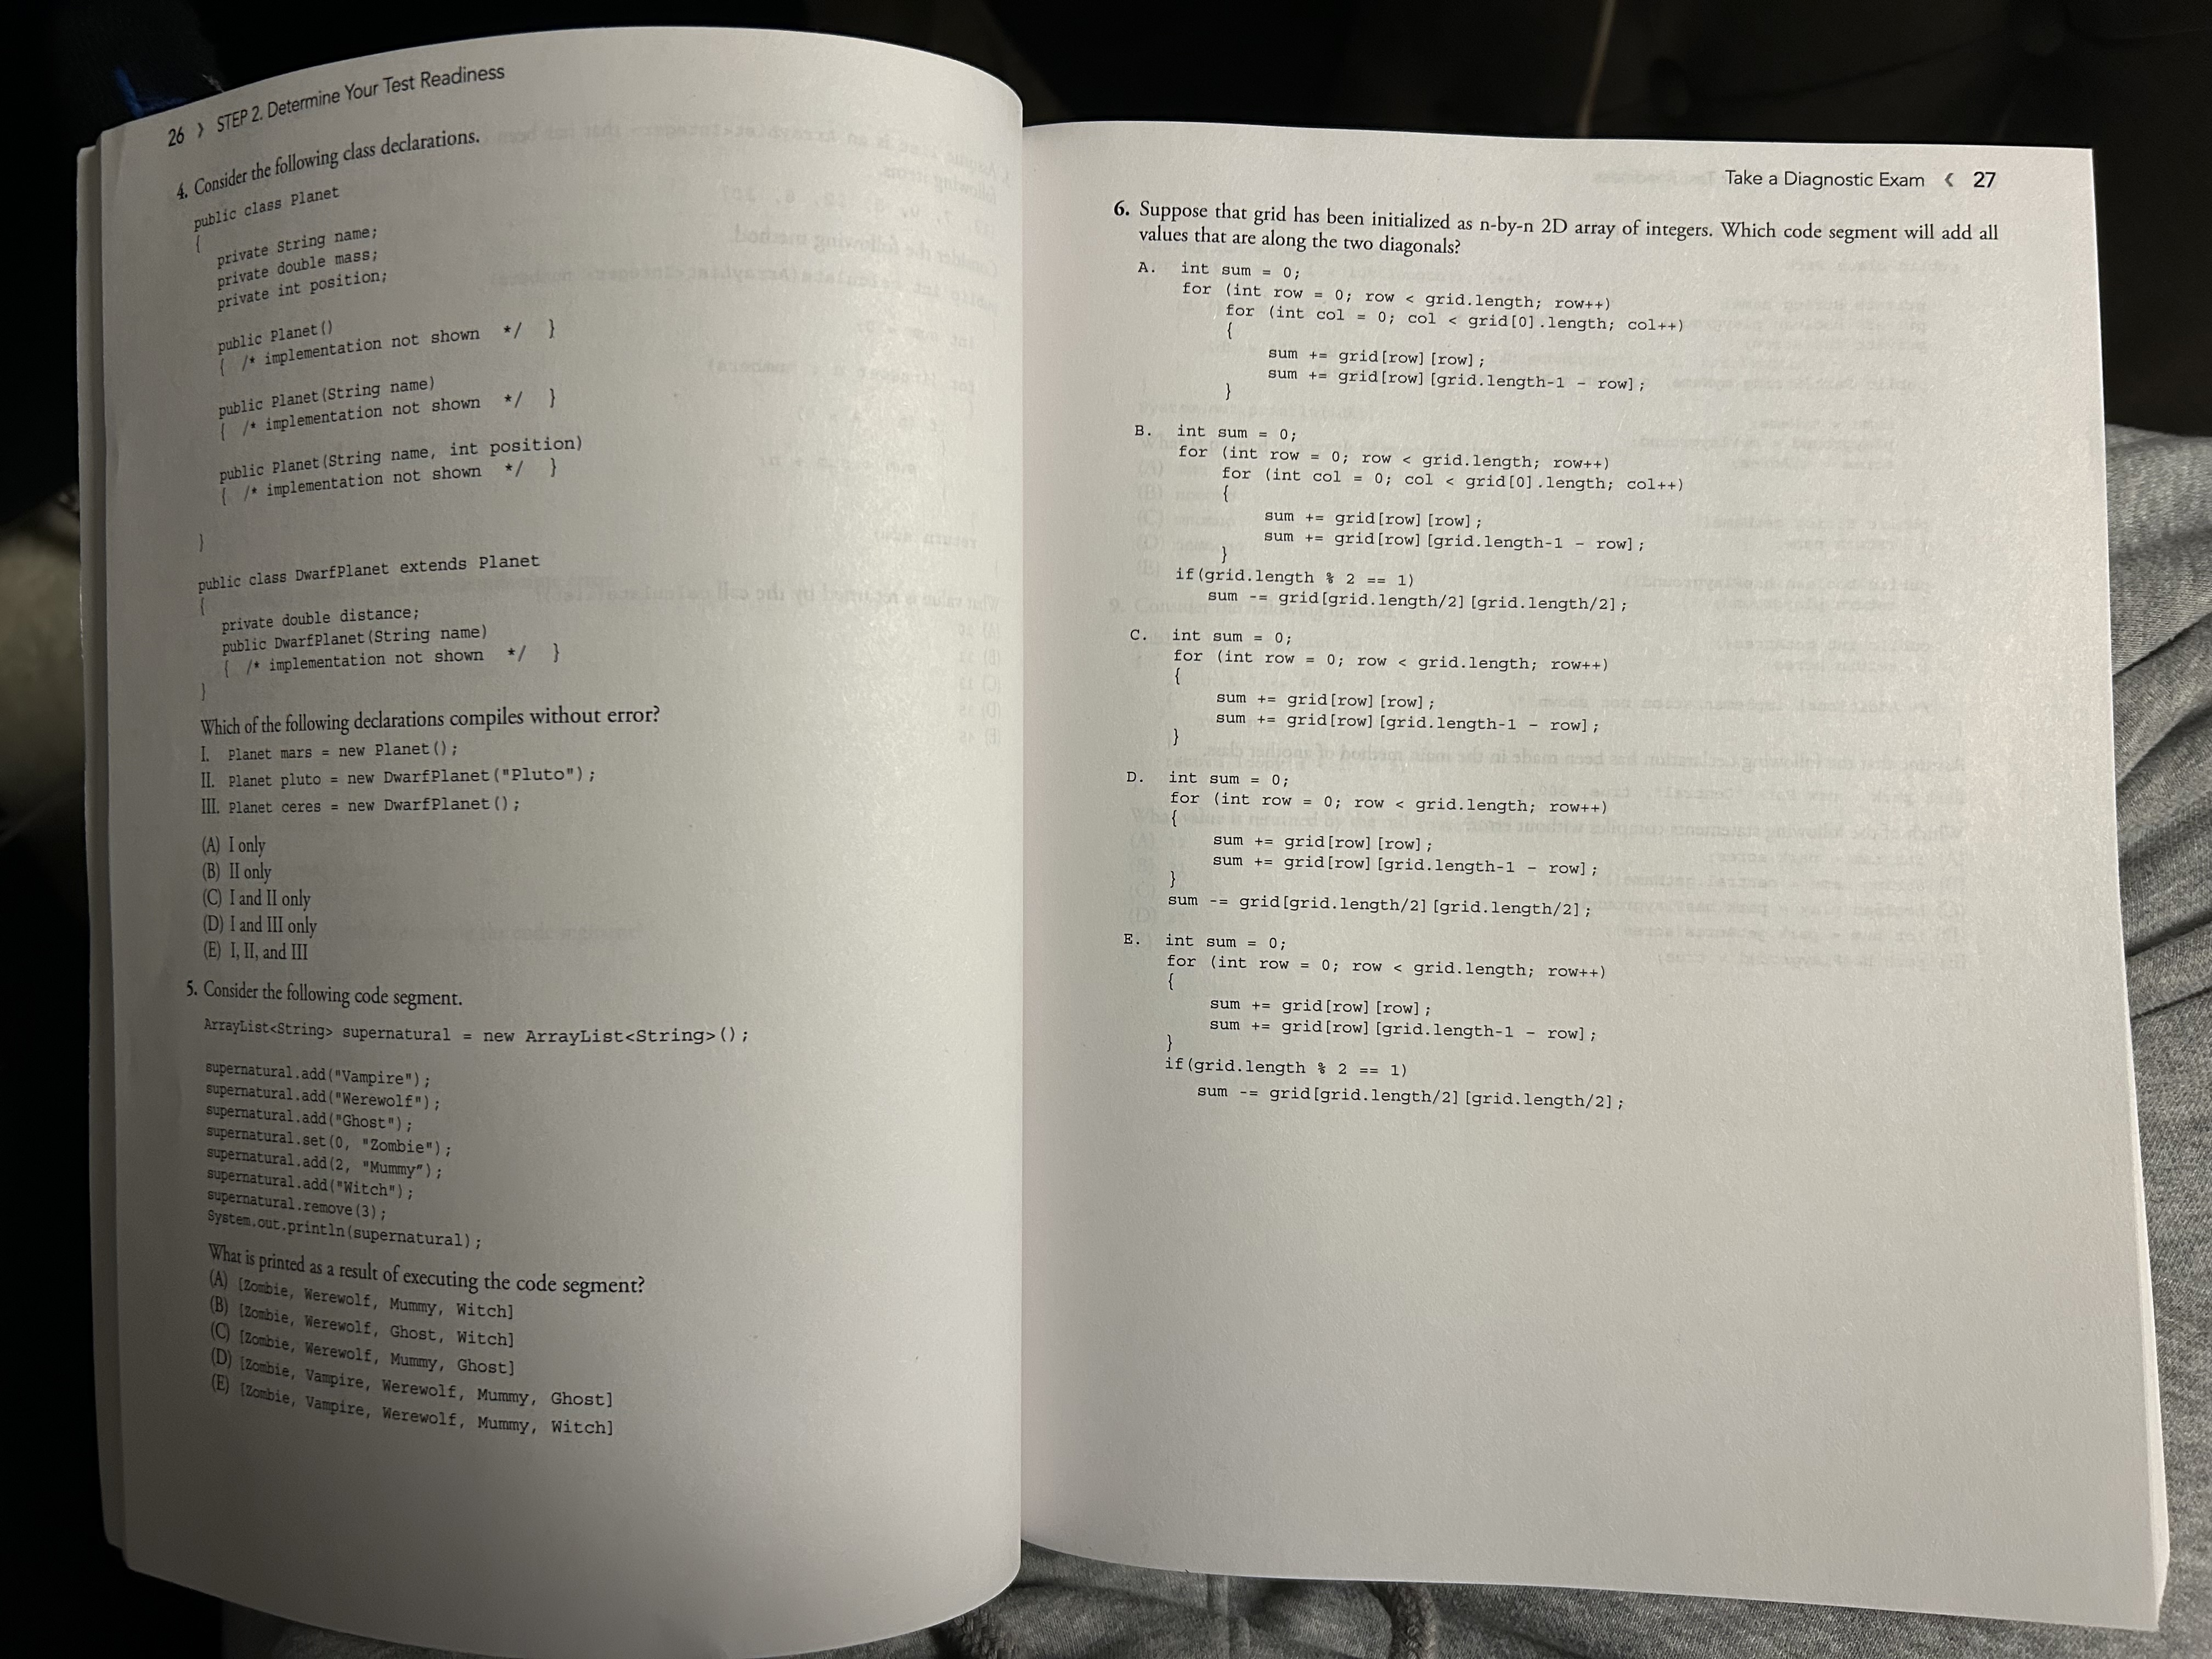 26 › STEP 2. Determine Your Test Readiness
4. Consider the following class declarations.
public class Planet
{
private String name;
private double mass;
private int position;
public Planet()
{ /* implementation not shown */ }
public Planet(String name)
{ /* implementation not shown */ }
public Planet(String name, int position)
{ /* implementation not shown */ }
}
public class DwarfPlanet extends Planet
{
private double distance;
public DwarfPlanet(String name)
{ /* implementation not shown */ }
}
Which of the following declarations compiles without error?
I. Planet mars = new Planet();
II. Planet pluto = new DwarfPlanet("Pluto");
III. Planet ceres = new DwarfPlanet();
(A) I only
(B) II only
(C) I and II only
(D) I and III only
(E) I, II, and III
5. Consider the following code segment.
ArrayList<String> supernatural = new ArrayList<String>();
supernatural.add("Vampire");
supernatural.add("Werewolf");
supernatural.add("Ghost");
supernatural.set(0, "Zombie");
supernatural.add(2, "Mummy");
supernatural.add("Witch");
supernatural.remove(3);
System.out.println(supernatural);
What is printed as a result of executing the code segment?
(A) [Zombie, Werewolf, Mummy, Witch]
(B) [Zombie, Werewolf, Ghost, Witch]
(C) [Zombie, Werewolf, Mummy, Ghost]
(D) [Zombie, Vampire, Werewolf, Mummy, Ghost]
(E) [Zombie, Vampire, Werewolf, Mummy, Witch]
Take a Diagnostic Exam ‹ 27
6. Suppose that grid has been initialized as n-by-n 2D array of integers. Which code segment will add all
values that are along the two diagonals?
A. int sum = 0;
for (int row = 0; row < grid.length; row++)
for (int col = 0; col < grid[0].length; col++)
{
sum += grid[row][row];
sum += grid[row][grid.length-1 - row];
}
B. int sum = 0;
for (int row = 0; row < grid.length; row++)
for (int col = 0; col < grid[0].length; col++)
{
sum += grid[row][row];
sum += grid[row][grid.length-1 - row];
}
if(grid.length % 2 == 1)
sum -= grid[grid.length/2][grid.length/2];
C. int sum = 0;
for (int row = 0; row < grid.length; row++)
{
sum += grid[row][row];
sum += grid[row][grid.length-1 - row];
}
D. int sum = 0;
for (int row = 0; row < grid.length; row++)
{
sum += grid[row][row];
sum += grid[row][grid.length-1 - row];
}
sum -= grid[grid.length/2][grid.length/2];
E. int sum = 0;
for (int row = 0; row < grid.length; row++)
{
sum += grid[row][row];
sum += grid[row][grid.length-1 - row];
}
if(grid.length % 2 == 1)
sum -= grid[grid.length/2][grid.length/2];